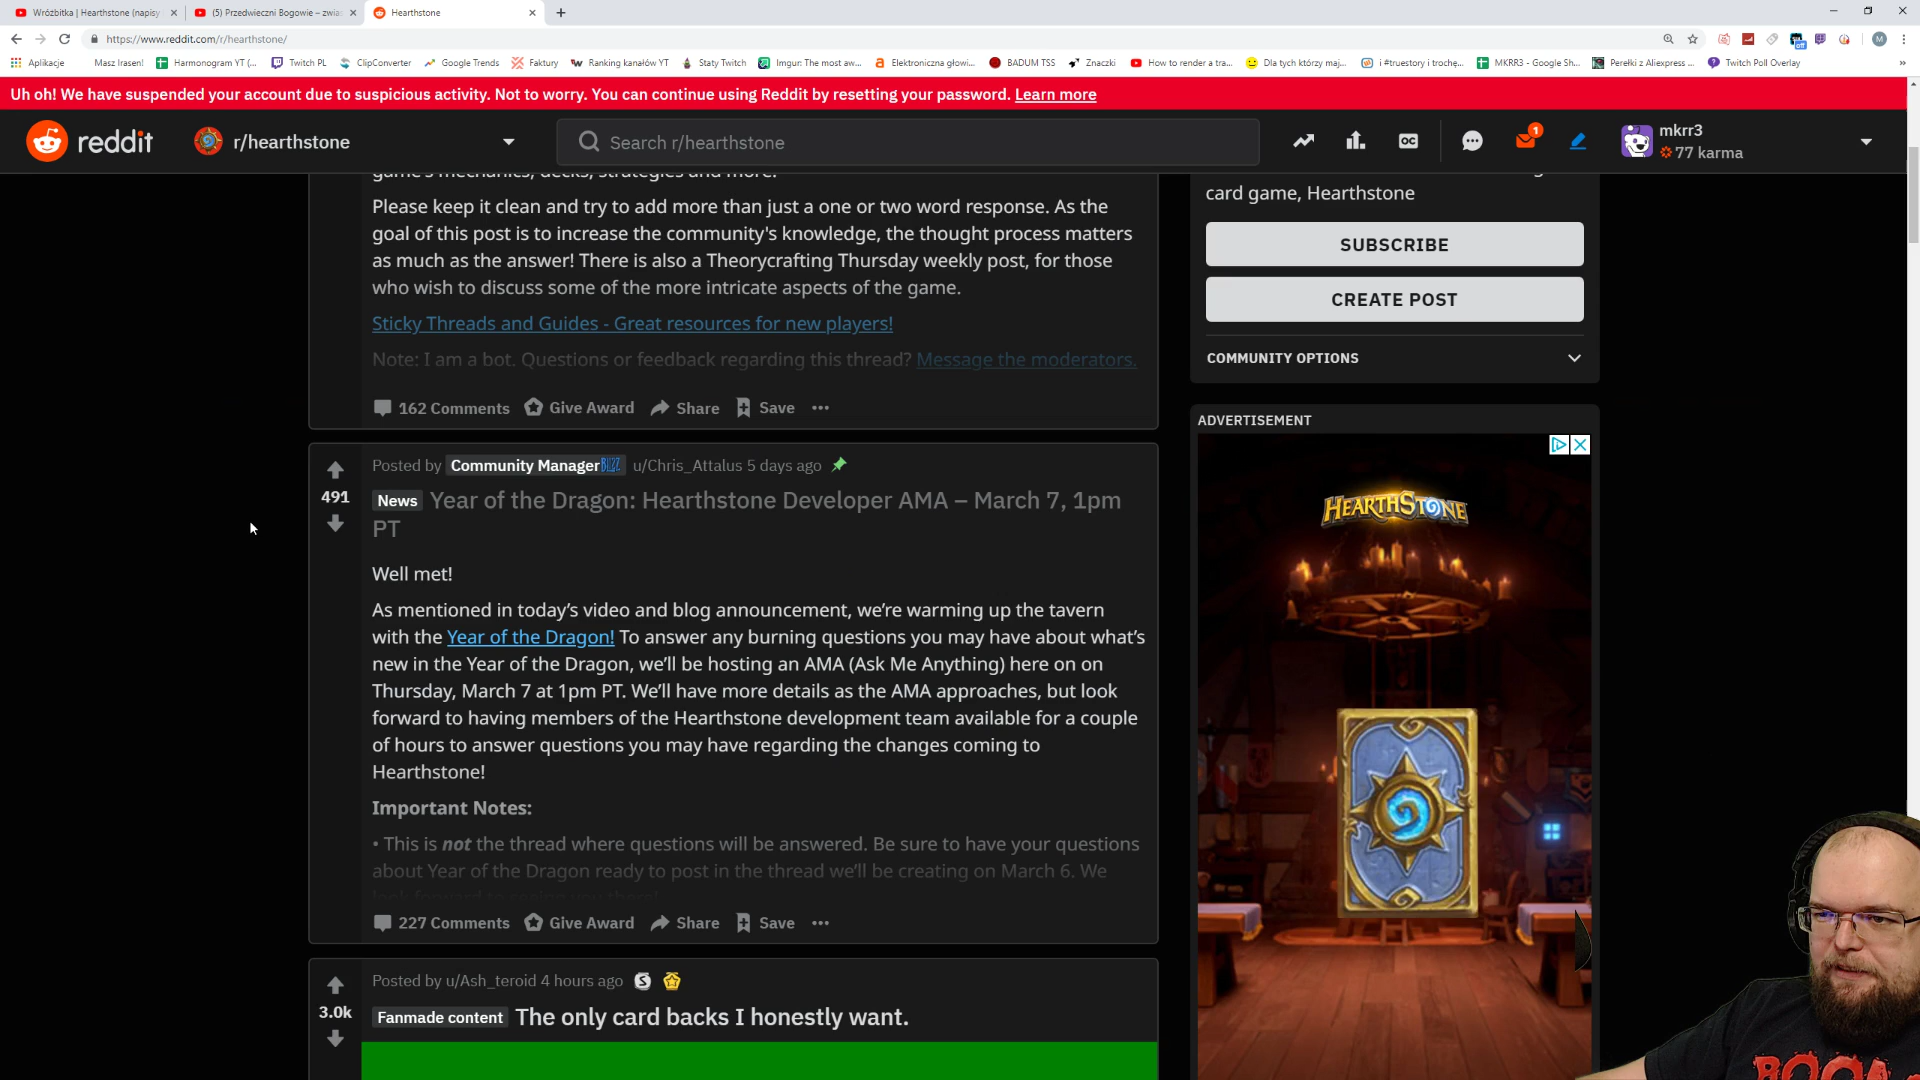 Wróżbitka | Hearthstone (napisy
(5) Przedwieczni Bogowie – zwia
Hearthstone
https://www.reddit.com/r/hearthstone/
Aplikacje
Masz Irasen!
Harmonogram YT (...
Twitch PL
ClipConverter
Google Trends
Faktury
Ranking kanałów YT
Staty Twitch
Imgur: The most aw...
Elektroniczna głowi...
BADUM TSS
Znaczki
How to render a tra...
Dla tych którzy maj...
i #truestory i trochę...
MKRR3 - Google Sh...
Perełki z Aliexpress ...
Twitch Poll Overlay
Uh oh! We have suspended your account due to suspicious activity. Not to worry. You can continue using Reddit by resetting your password. Learn more
reddit
r/hearthstone
Search r/hearthstone
OC
1
mkrr3
77 karma
game's mechanics, decks, strategies and more.
Please keep it clean and try to add more than just a one or two word response. As the
goal of this post is to increase the community's knowledge, the thought process matters
as much as the answer! There is also a Theorycrafting Thursday weekly post, for those
who wish to discuss some of the more intricate aspects of the game.
Sticky Threads and Guides - Great resources for new players!
Note: I am a bot. Questions or feedback regarding this thread? Message the moderators.
162 Comments
Give Award
Share
Save
card game, Hearthstone
SUBSCRIBE
CREATE POST
COMMUNITY OPTIONS
ADVERTISEMENT
HEARTHSTONE
491
Posted by Community Manager BLIZZ u/Chris_Attalus 5 days ago
News Year of the Dragon: Hearthstone Developer AMA – March 7, 1pm
PT
Well met!
As mentioned in today's video and blog announcement, we're warming up the tavern
with the Year of the Dragon! To answer any burning questions you may have about what's
new in the Year of the Dragon, we'll be hosting an AMA (Ask Me Anything) here on on
Thursday, March 7 at 1pm PT. We'll have more details as the AMA approaches, but look
forward to having members of the Hearthstone development team available for a couple
of hours to answer questions you may have regarding the changes coming to
Hearthstone!
Important Notes:
• This is not the thread where questions will be answered. Be sure to have your questions
about Year of the Dragon ready to post in the thread we'll be creating on March 6. We
look forward to seeing you there!
227 Comments
Give Award
Share
Save
3.0k
Posted by u/Ash_teroid 4 hours ago
Fanmade content The only card backs I honestly want.